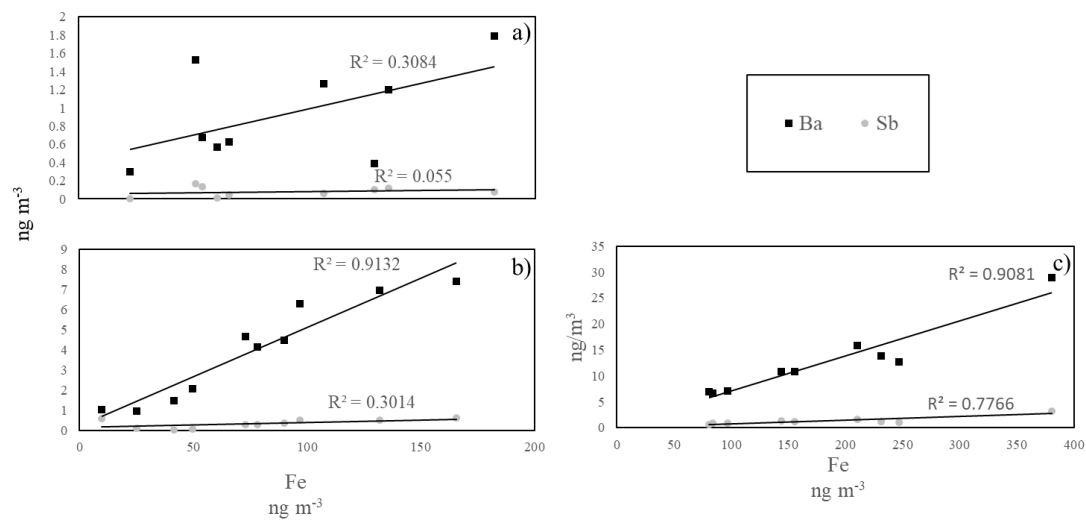 2
1.8
1.6
1.4
1.2
1
0.8
0.6
0.4
0.2
0
a)
R² = 0.3084
R² = 0.055
Ba Sb
ng m⁻³
9
8
7
6
5
4
3
2
1
0
b)
R² = 0.9132
R² = 0.3014
0 50 100 150 200
Fe
ng m⁻³
35
30
25
20
15
10
5
0
ng/m³
c)
R² = 0.9081
R² = 0.7766
0 50 100 150 200 250 300 350 400
Fe
ng m⁻³